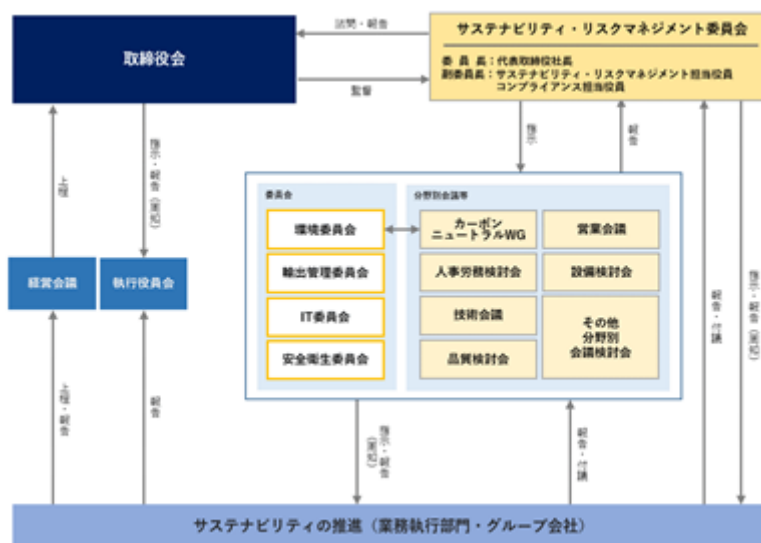 取締役会
諮問・報告
監督
サステナビリティ・リスクマネジメント委員会
委 員 長：代表取締役社長
副委員長：サステナビリティ・リスクマネジメント担当役員
コンプライアンス担当役員
上程
指示・報告（周知）
指示
報告
委員会
環境委員会
輸出管理委員会
IT委員会
安全衛生委員会
分野別会議等
カーボン
ニュートラルWG
人事労務検討会
技術会議
品質検討会
営業会議
設備検討会
その他
分野別
会議検討会
経営会議
執行役員会
上程・報告
報告
指示・報告
（周知）
報告・付議
報告・付議
指示・報告（周知）
サステナビリティの推進（業務執行部門・グループ会社）